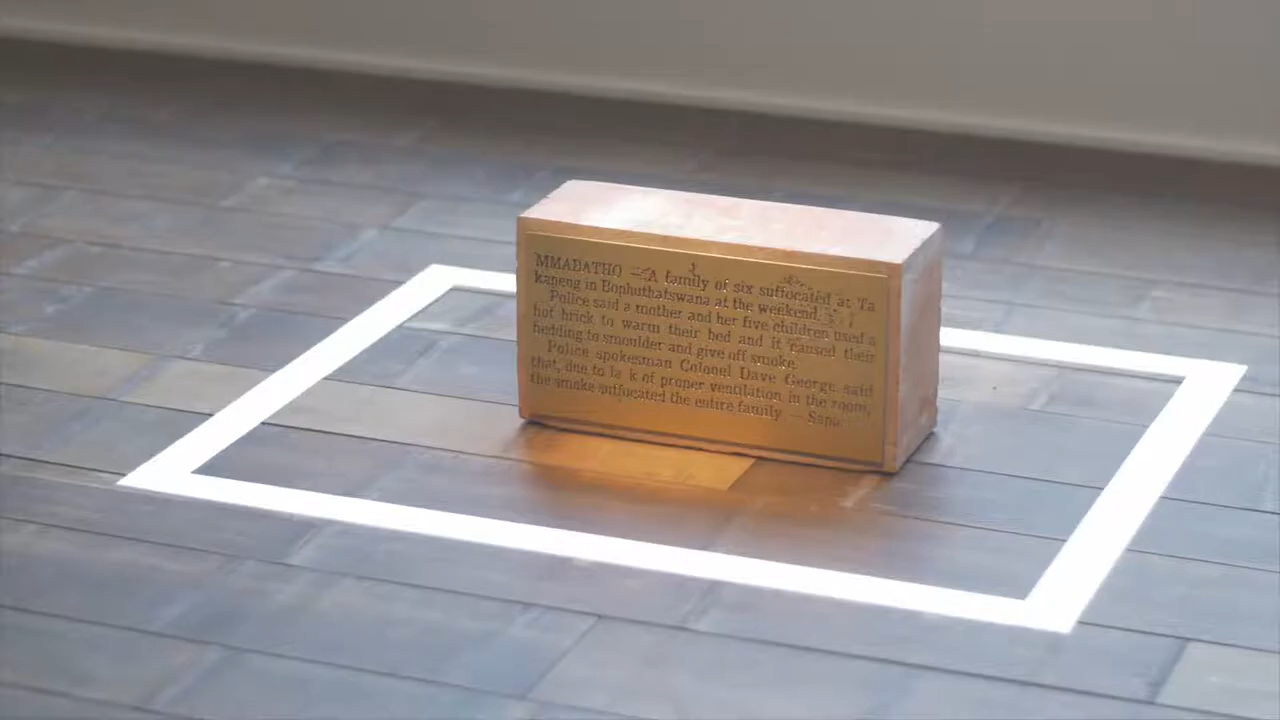 MMABATHO — A family of six suffocated at Ta
kaneng in Bophuthatswana at the weekend.
Police said a mother and her five children used a
hot brick to warm their bed and it caused their
bedding to smoulder and give off smoke.
Police spokesman Colonel Dave George said
that, due to la k of proper ventilation in the room,
the smoke suffocated the entire family. — Sapa.